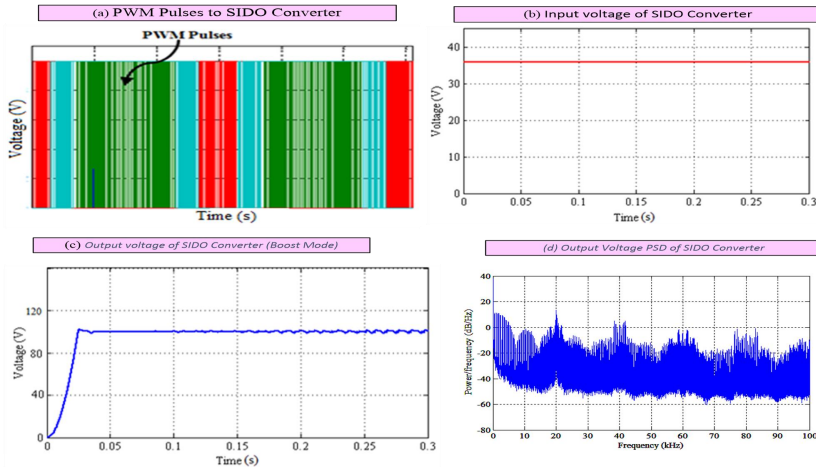 (a) PWM Pulses to SIDO Converter
PWM Pulses
Voltage (V)
Time (s)
(b) Input voltage of SIDO Converter
40
30
20
10
0
Voltage (V)
0 0.05 0.1 0.15 0.2 0.25 0.3
Time (s)
(c) Output voltage of SIDO Converter (Boost Mode)
120
80
40
0
Voltage (V)
0 0.05 0.1 0.15 0.2 0.25 0.3
Time (s)
(d) Output Voltage PSD of SIDO Converter
40
20
0
-20
-40
-60
-80
Power/frequency (dB/Hz)
0 10 20 30 40 50 60 70 80 90 100
Frequency (kHz)